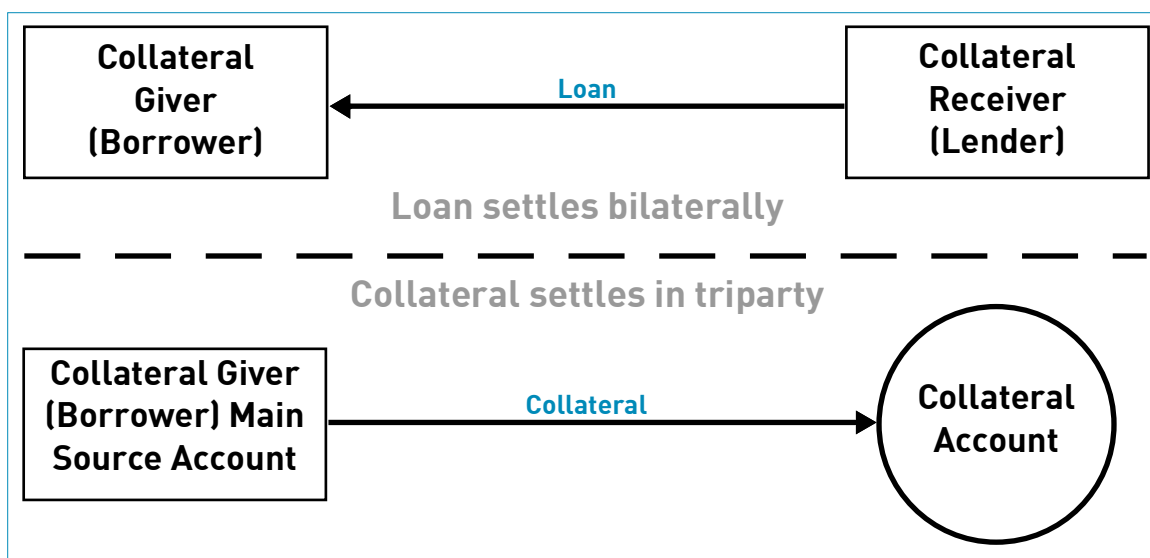 Collateral
Giver
(Borrower)
Loan
Collateral
Receiver
(Lender)
Loan settles bilaterally
Collateral settles in triparty
Collateral Giver
(Borrower) Main
Source Account
Collateral
Collateral
Account